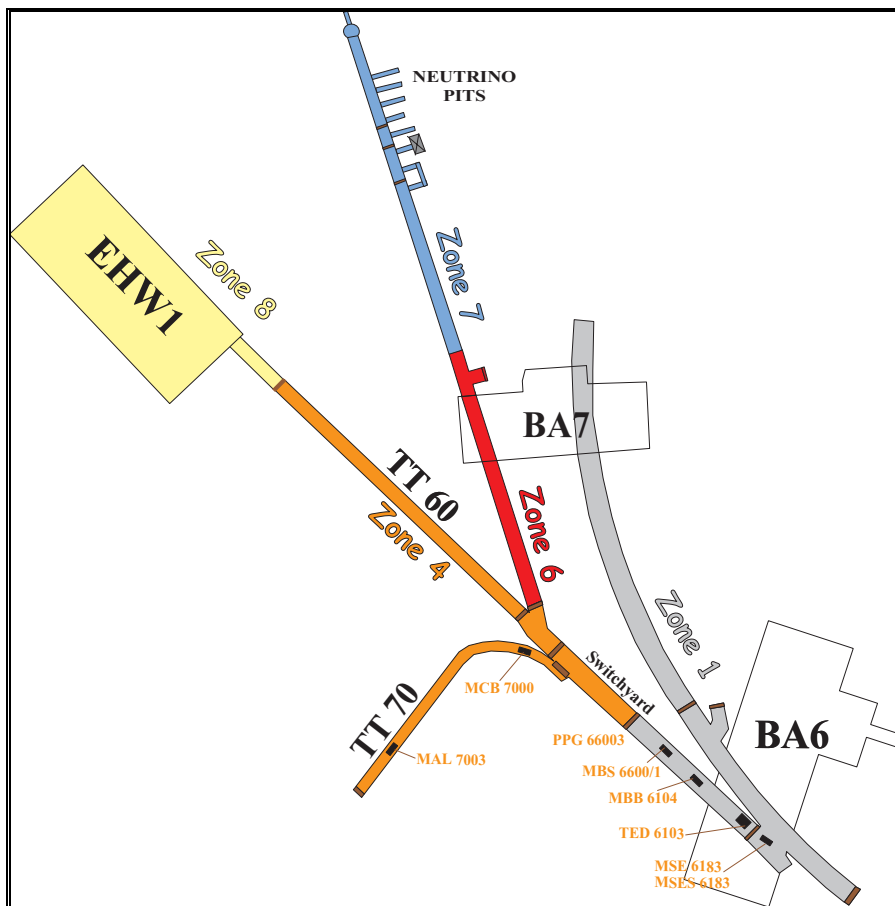 NEUTRINO
PITS
Zone 8
EHW1
Zone 7
BA7
TT 60
Zone 4
Zone 6
Zone 1
Switchyard
MCB 7000
TT 70
MAL 7003
PPG 66003
BA6
MBS 6600/1
MBB 6104
TED 6103
MSE 6183
MSES 6183